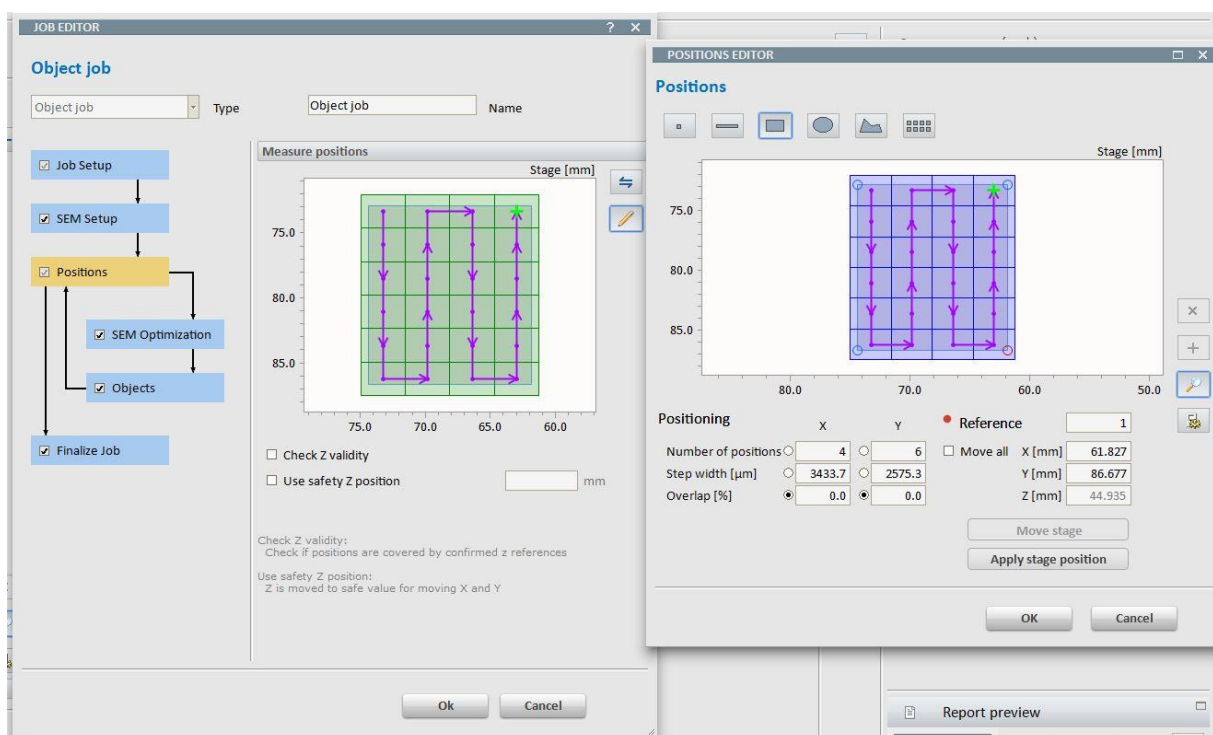 JOB EDITOR
? X
Object job
Object job
Type
Object job
Name
Job Setup
SEM Setup
Positions
SEM Optimization
Objects
Finalize Job
Measure positions
Stage [mm]
75.0
80.0
85.0
75.0 70.0 65.0 60.0
Check Z validity
Use safety Z position
mm
Check Z validity:
Check if positions are covered by confirmed z references
Use safety Z position:
Z is moved to safe value for moving X and Y
Ok
Cancel
POSITIONS EDITOR
Positions
Stage [mm]
75.0
80.0
85.0
80.0 70.0 60.0 50.0
Positioning X Y
Number of positions 4 6
Step width [µm] 3433.7 2575.3
Overlap [%] 0.0 0.0
Reference 1
Move all X [mm] 61.827
Y [mm] 86.677
Z [mm] 44.935
Move stage
Apply stage position
OK
Cancel
Report preview